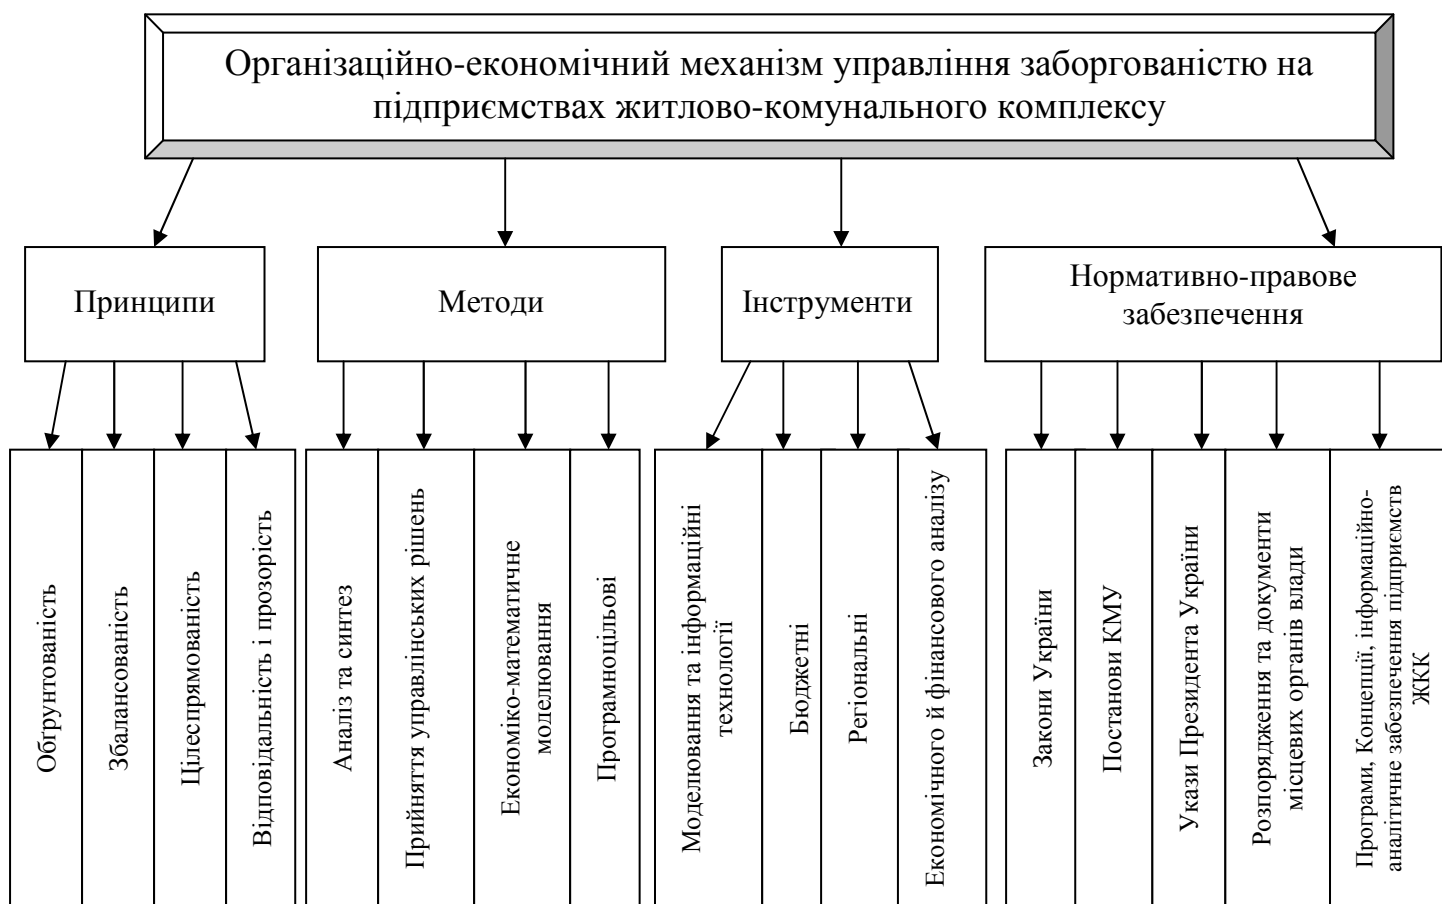 Організаційно-економічний механізм управління заборгованістю на
підприємствах житлово-комунального комплексу
Принципи
Методи
Інструменти
Нормативно-правове
забезпечення
Обґрунтованість
Збалансованість
Цілеспрямованість
Відповідальність і прозорість
Аналіз та синтез
Прийняття управлінських рішень
Економіко-математичне
моделювання
Програмноцільові
Моделювання та інформаційні
технології
Бюджетні
Регіональні
Економічного й фінансового аналізу
Закони України
Постанови КМУ
Укази Президента України
Розпорядження та документи
місцевих органів влади
Програми, Концепції, інформаційно-
аналітичне забезпечення підприємств
ЖКК